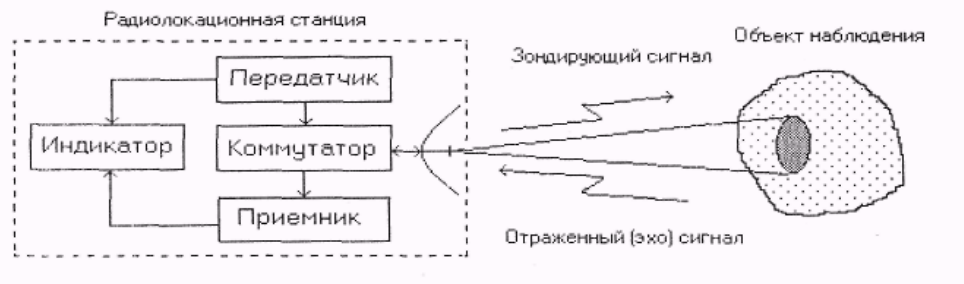 Радиолокационная станция
Объект наблюдения
Зондирующий сигнал
Передатчик
Индикатор
Коммутатор
Приемник
Отраженный (эхо) сигнал